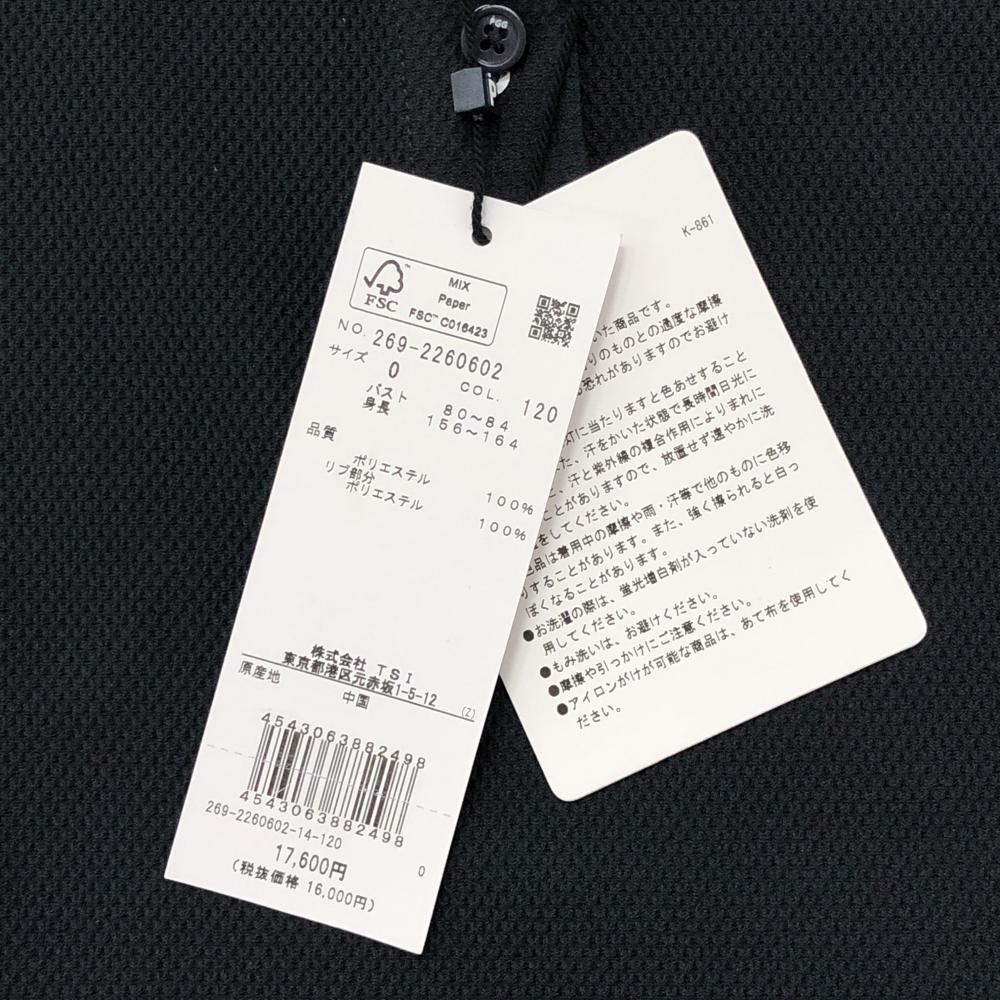 PGG
MIX
Paper
FSC™ C016423
FSC
NO. 269-2260602
サイズ 0 COL. 120
バスト 80～84
身長 156～164
品質
ポリエステル 100%
リブ部分
ポリエステル 100%
株式会社 TSI
東京都港区元赤坂1-5-12
原産地 中国 (Z)
4543063882498
4543063882498
269-2260602-14-120
17,600円 0
(税抜価格 16,000円)
K-861
いた商品です。
りのものとの過度な摩擦
恐れがありますのでお避け
灯に当たりますと色あせすること
た、汗をかいた状態で長時間日光に
、汗と紫外線の複合作用によりまれに
ことがありますので、放置せず速やかに洗
をしてください。
品は着用中の摩擦や雨・汗等で他のものに色移
りすることがあります。また、強く擦られると白っ
ぽくなることがあります。
●お洗濯の際は、蛍光増白剤が入っていない洗剤を使
用してください。
●もみ洗いは、お避けください。
●摩擦や引っかけにご注意ください。
●アイロンがけが可能な商品は、あて布を使用してく
ださい。